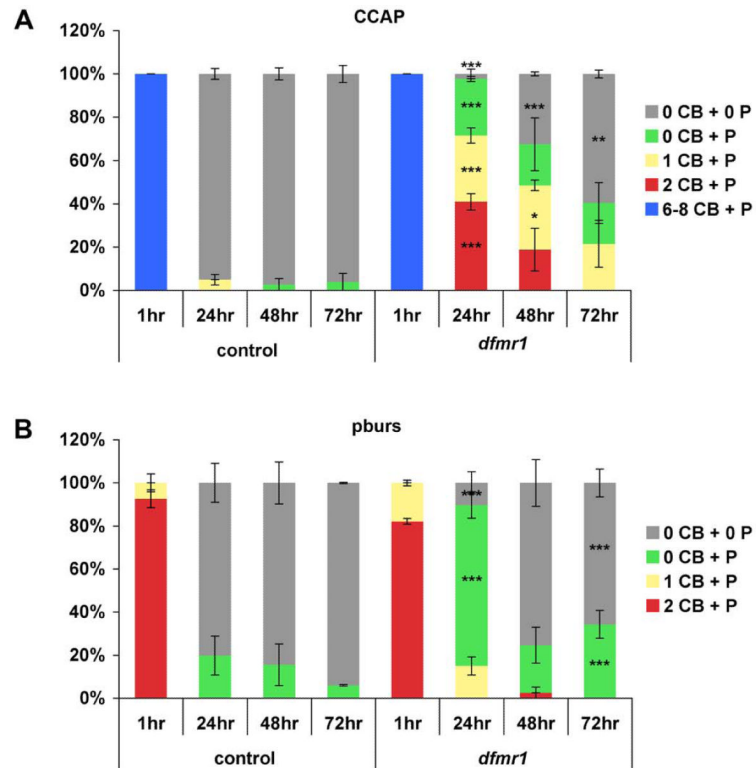 A
CCAP
120%
100%
80%
60%
40%
20%
0%
***
***
***
***
***
*
**
0 CB + 0 P
0 CB + P
1 CB + P
2 CB + P
6-8 CB + P
1hr 24hr 48hr 72hr 1hr 24hr 48hr 72hr
control dfmr1
B
pburs
120%
100%
80%
60%
40%
20%
0%
***
***
***
***
0 CB + 0 P
0 CB + P
1 CB + P
2 CB + P
1hr 24hr 48hr 72hr 1hr 24hr 48hr 72hr
control dfmr1